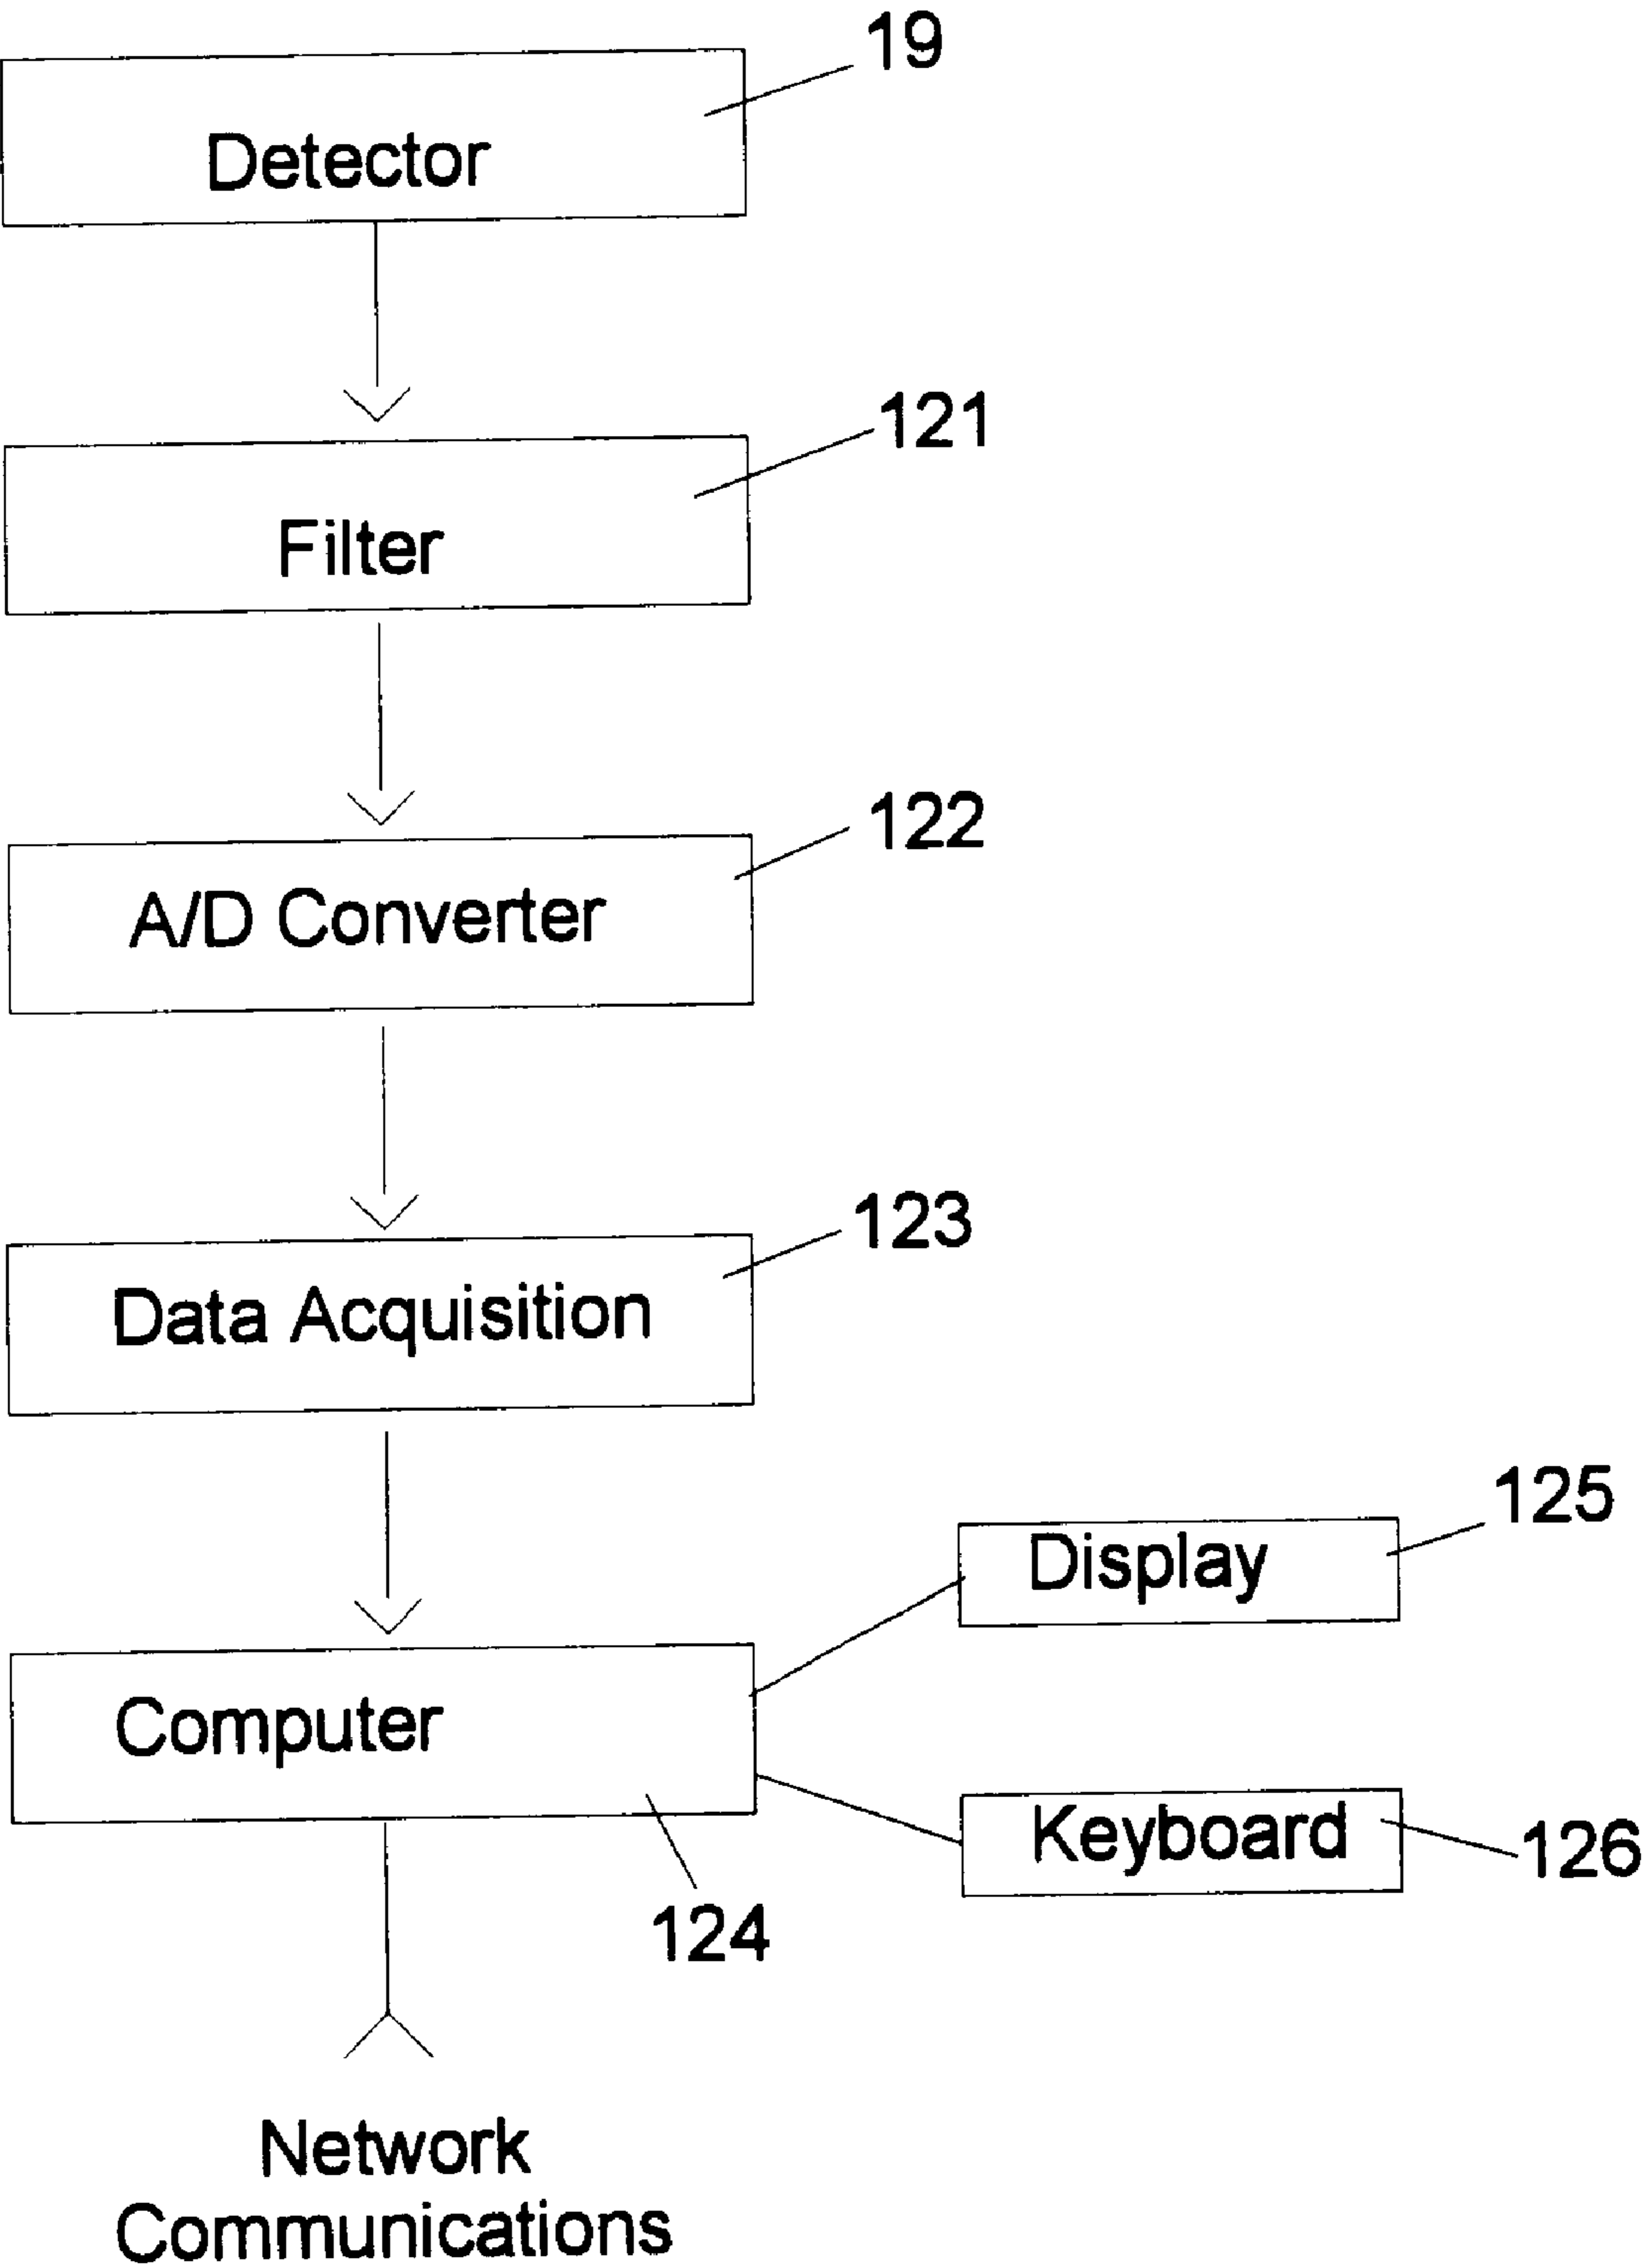 19
Detector
121
Filter
122
A/D Converter
123
Data Acquisition
125
Display
Computer
Keyboard
126
124
Network
Communications